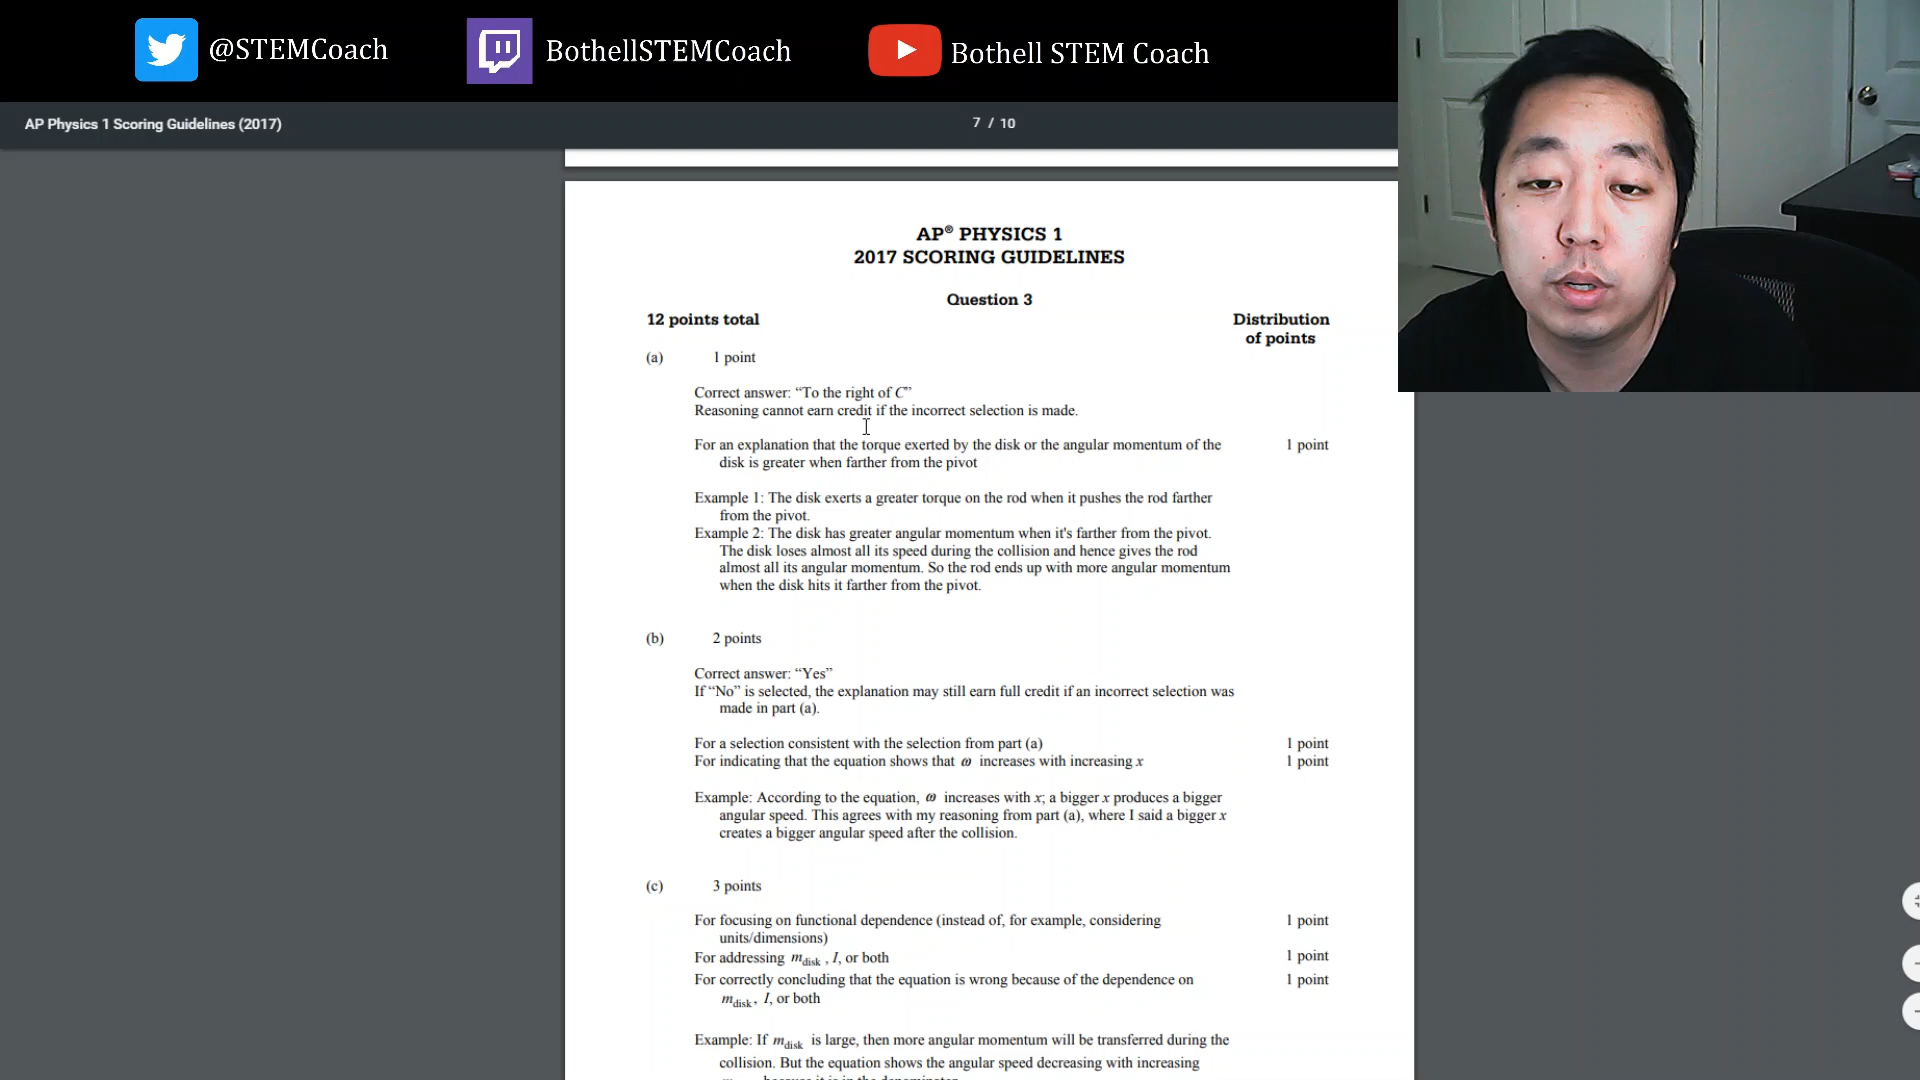 @STEMCoach
BothellSTEMCoach
Bothell STEM Coach
AP Physics 1 Scoring Guidelines (2017)
7 / 10
AP® PHYSICS 1
2017 SCORING GUIDELINES
Question 3
12 points total
Distribution
of points
(a) 1 point
Correct answer: “To the right of C”
Reasoning cannot earn credit if the incorrect selection is made.
For an explanation that the torque exerted by the disk or the angular momentum of the 1 point
disk is greater when farther from the pivot
Example 1: The disk exerts a greater torque on the rod when it pushes the rod farther
from the pivot.
Example 2: The disk has greater angular momentum when it's farther from the pivot.
The disk loses almost all its speed during the collision and hence gives the rod
almost all its angular momentum. So the rod ends up with more angular momentum
when the disk hits it farther from the pivot.
(b) 2 points
Correct answer: “Yes”
If “No” is selected, the explanation may still earn full credit if an incorrect selection was
made in part (a).
For a selection consistent with the selection from part (a) 1 point
For indicating that the equation shows that ω increases with increasing x 1 point
Example: According to the equation, ω increases with x; a bigger x produces a bigger
angular speed. This agrees with my reasoning from part (a), where I said a bigger x
creates a bigger angular speed after the collision.
(c) 3 points
For focusing on functional dependence (instead of, for example, considering 1 point
units/dimensions)
For addressing m_disk, I, or both 1 point
For correctly concluding that the equation is wrong because of the dependence on 1 point
m_disk, I, or both
Example: If m_disk is large, then more angular momentum will be transferred during the
collision. But the equation shows the angular speed decreasing with increasing